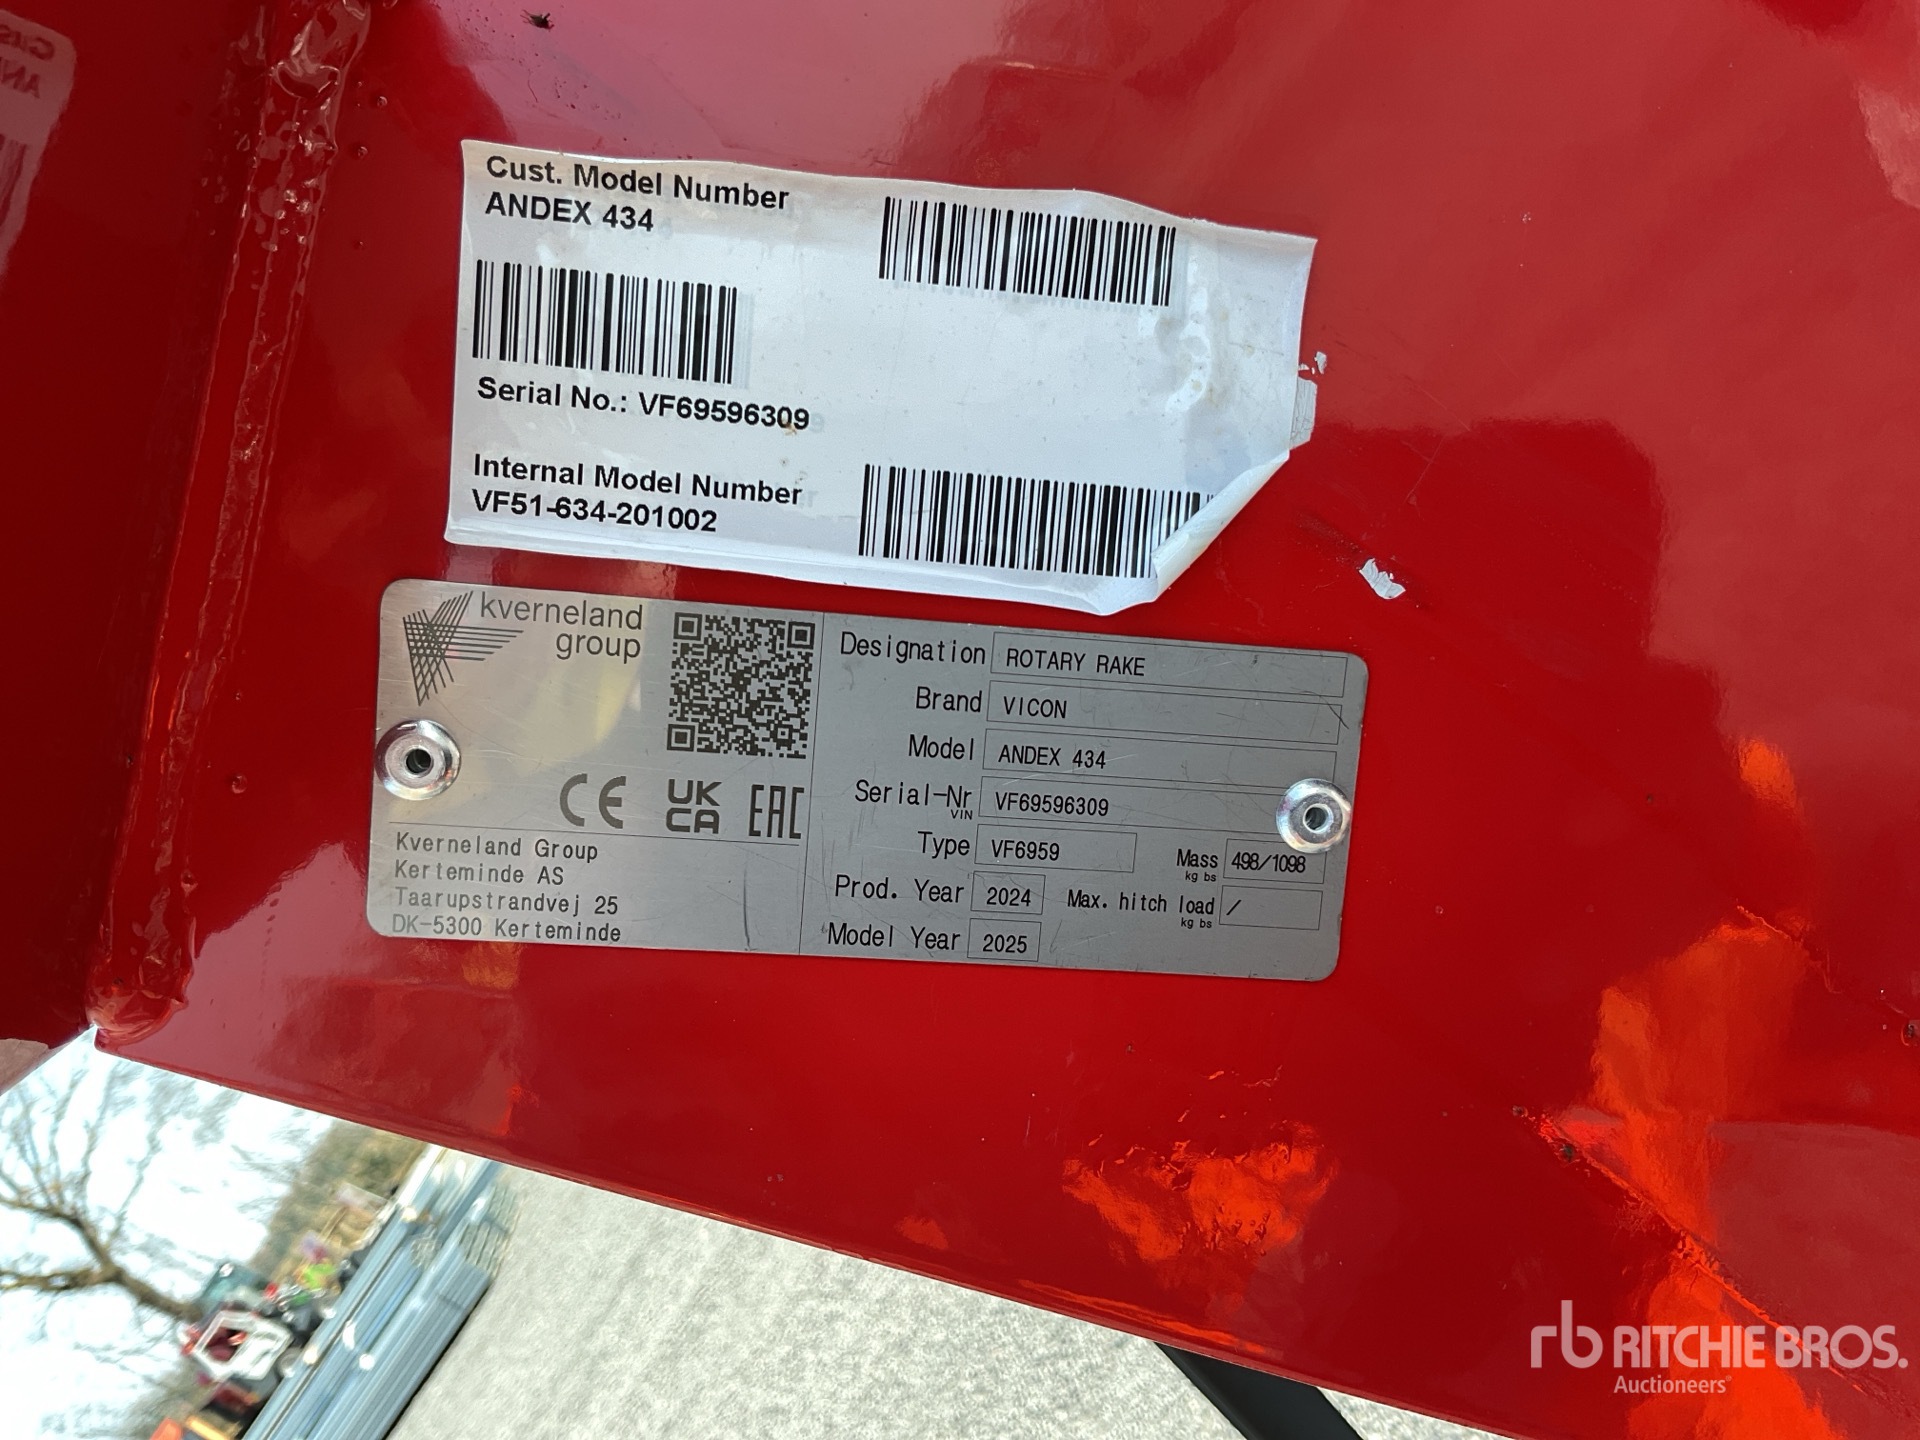 Cust. Model Number
ANDEX 434
Serial No.: VF69596309
Internal Model Number
VF51-634-201002
kverneland
group
CE UK CA EAC
Kverneland Group
Kerteminde AS
Taarupstrandvej 25
DK-5300 Kerteminde
Designation ROTARY RAKE
Brand VICON
Model ANDEX 434
Serial-Nr VIN VF69596309
Type VF6959
Mass kg bs 498/1098
Prod. Year 2024
Max. hitch load kg bs /
Model Year 2025
rb RITCHIE BROS.
Auctioneers